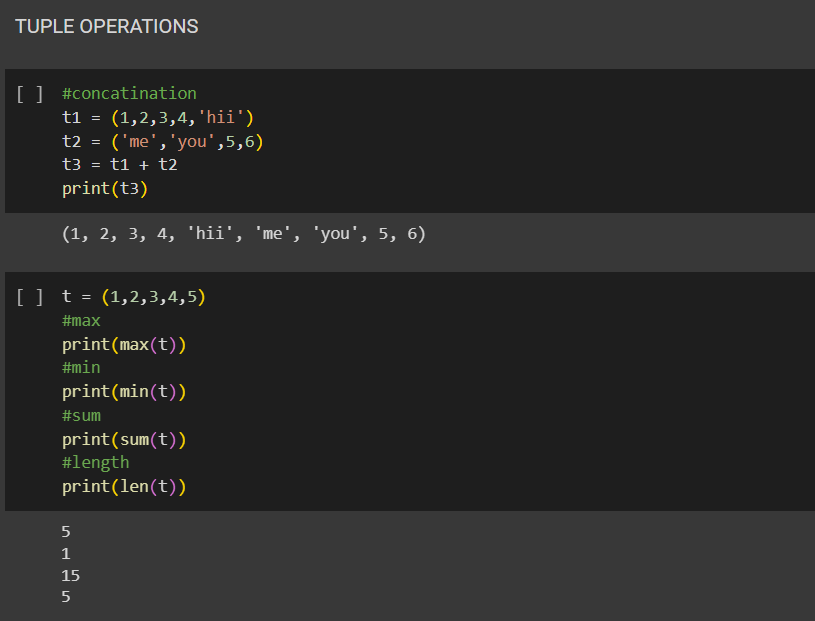 TUPLE OPERATIONS
[ ] #concatination
t1 = (1,2,3,4,'hii')
t2 = ('me','you',5,6)
t3 = t1 + t2
print(t3)
(1, 2, 3, 4, 'hii', 'me', 'you', 5, 6)
[ ] t = (1,2,3,4,5)
#max
print(max(t))
#min
print(min(t))
#sum
print(sum(t))
#length
print(len(t))
5
1
15
5